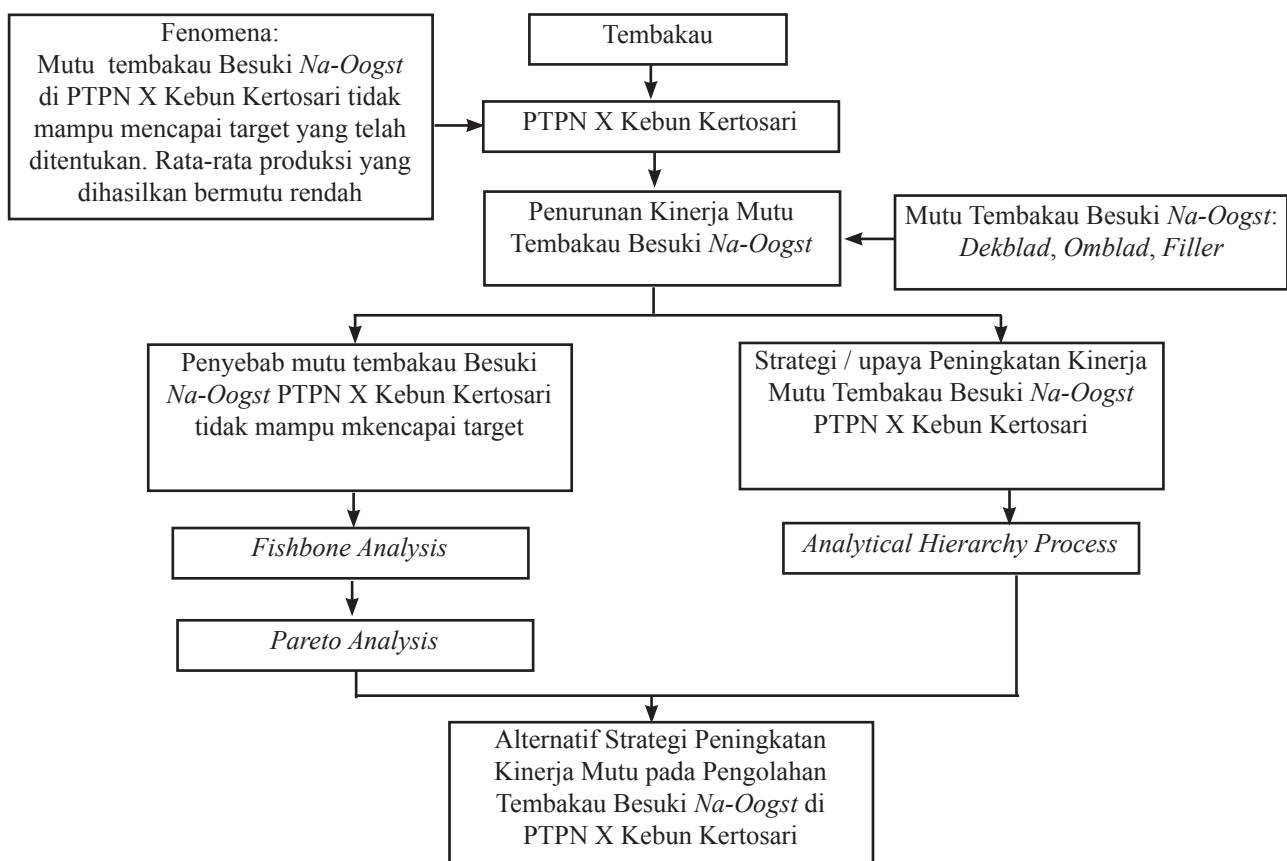 Fenomena:
Mutu tembakau Besuki Na-Oogst
di PTPN X Kebun Kertosari tidak
mampu mencapai target yang telah
ditentukan. Rata-rata produksi yang
dihasilkan bermutu rendah
Tembakau
PTPN X Kebun Kertosari
Penurunan Kinerja Mutu
Tembakau Besuki Na-Oogst
Mutu Tembakau Besuki Na-Oogst:
Dekblad, Omblad, Filler
Penyebab mutu tembakau Besuki
Na-Oogst PTPN X Kebun Kertosari
tidak mampu mkencapai target
Strategi / upaya Peningkatan Kinerja
Mutu Tembakau Besuki Na-Oogst
PTPN X Kebun Kertosari
Fishbone Analysis
Analytical Hierarchy Process
Pareto Analysis
Alternatif Strategi Peningkatan
Kinerja Mutu pada Pengolahan
Tembakau Besuki Na-Oogst di
PTPN X Kebun Kertosari